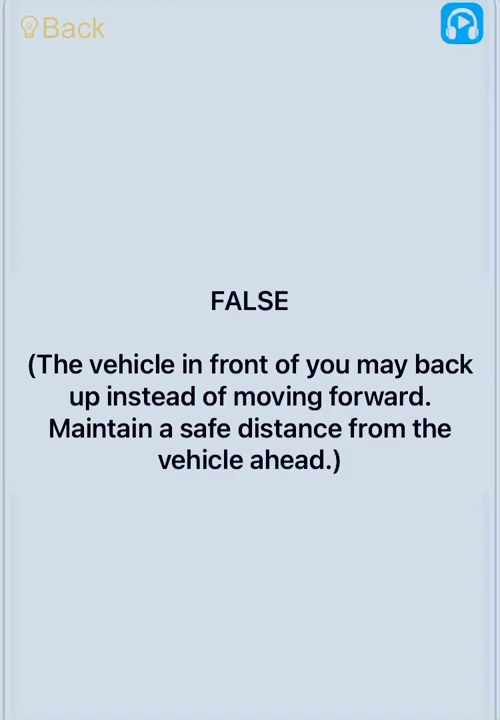 Back
FALSE
(The vehicle in front of you may back
up instead of moving forward.
Maintain a safe distance from the
vehicle ahead.)